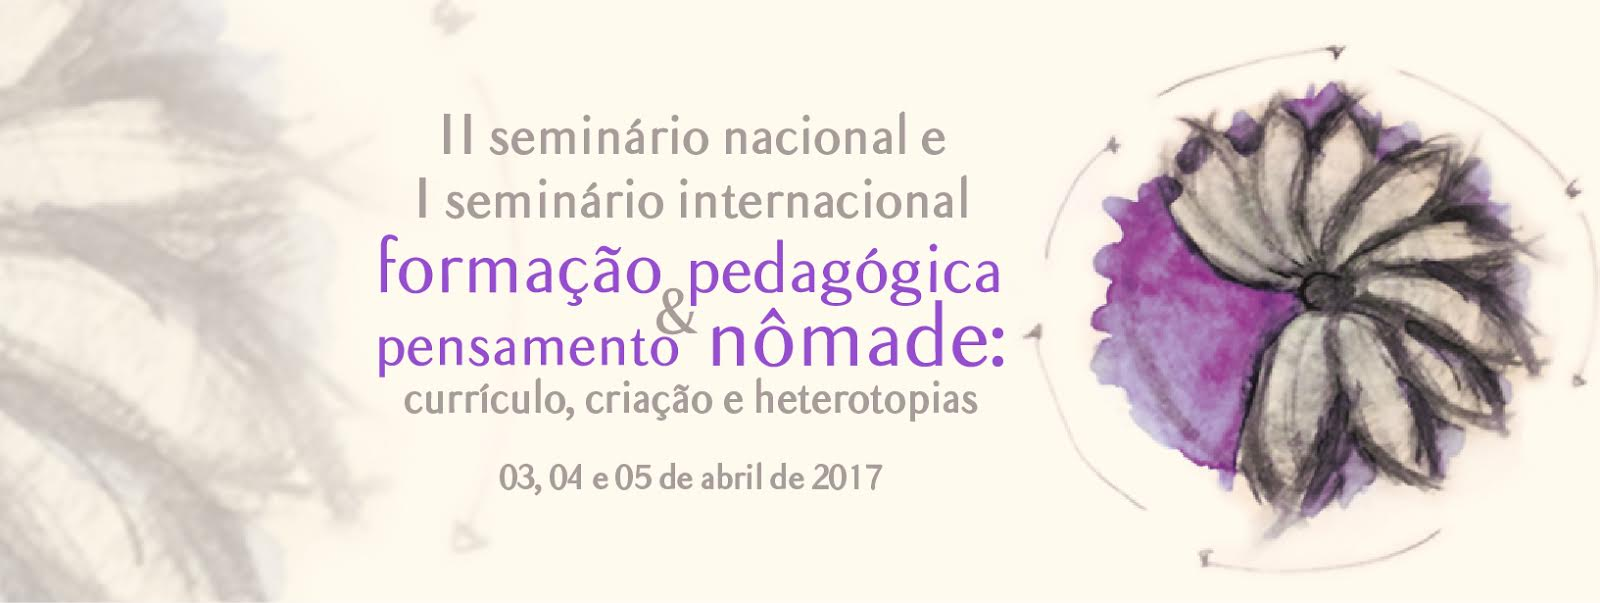 II seminário nacional e
I seminário internacional
formação pedagógica
&
pensamento nômade:
currículo, criação e heterotopias
03, 04 e 05 de abril de 2017